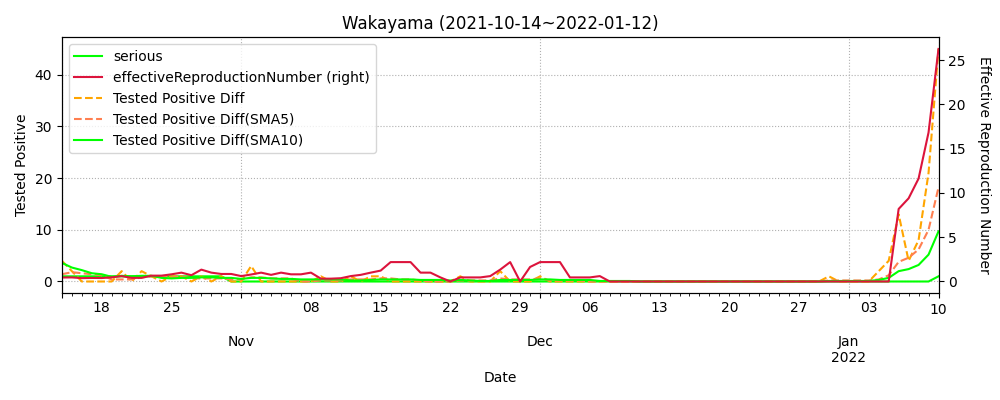 Wakayama (2021-10-14~2022-01-12)
serious
effectiveReproductionNumber (right)
Tested Positive Diff
Tested Positive Diff(SMA5)
Tested Positive Diff(SMA10)
Tested Positive
40
30
20
10
0
25
20
15
10
5
0
Effective Reproduction Number
18 25 08 15 22 29 06 13 20 27 03 10
Nov Dec Jan
2022
Date